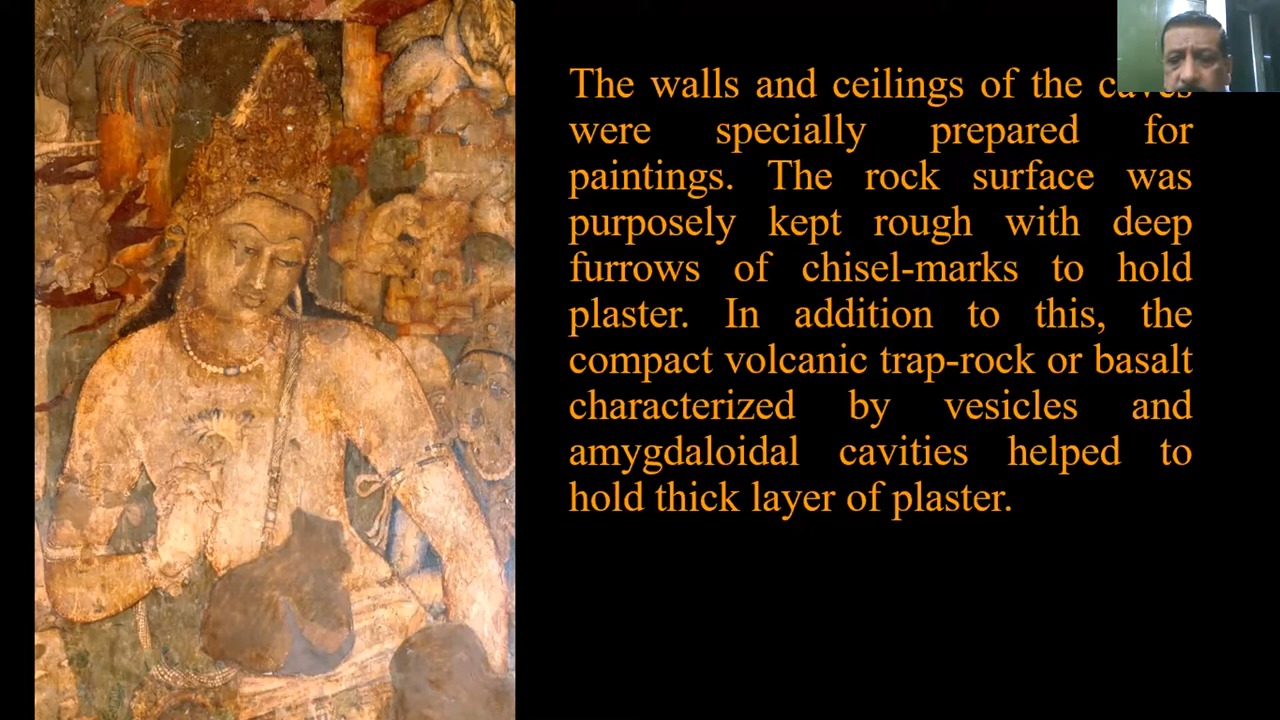 The walls and ceilings of the caves
were specially prepared for
paintings. The rock surface was
purposely kept rough with deep
furrows of chisel-marks to hold
plaster. In addition to this, the
compact volcanic trap-rock or basalt
characterized by vesicles and
amygdaloidal cavities helped to
hold thick layer of plaster.